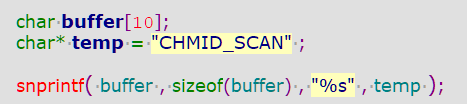 char buffer[10];
char* temp = "CHMID_SCAN" ;
snprintf( buffer , sizeof(buffer) , "%s" , temp );